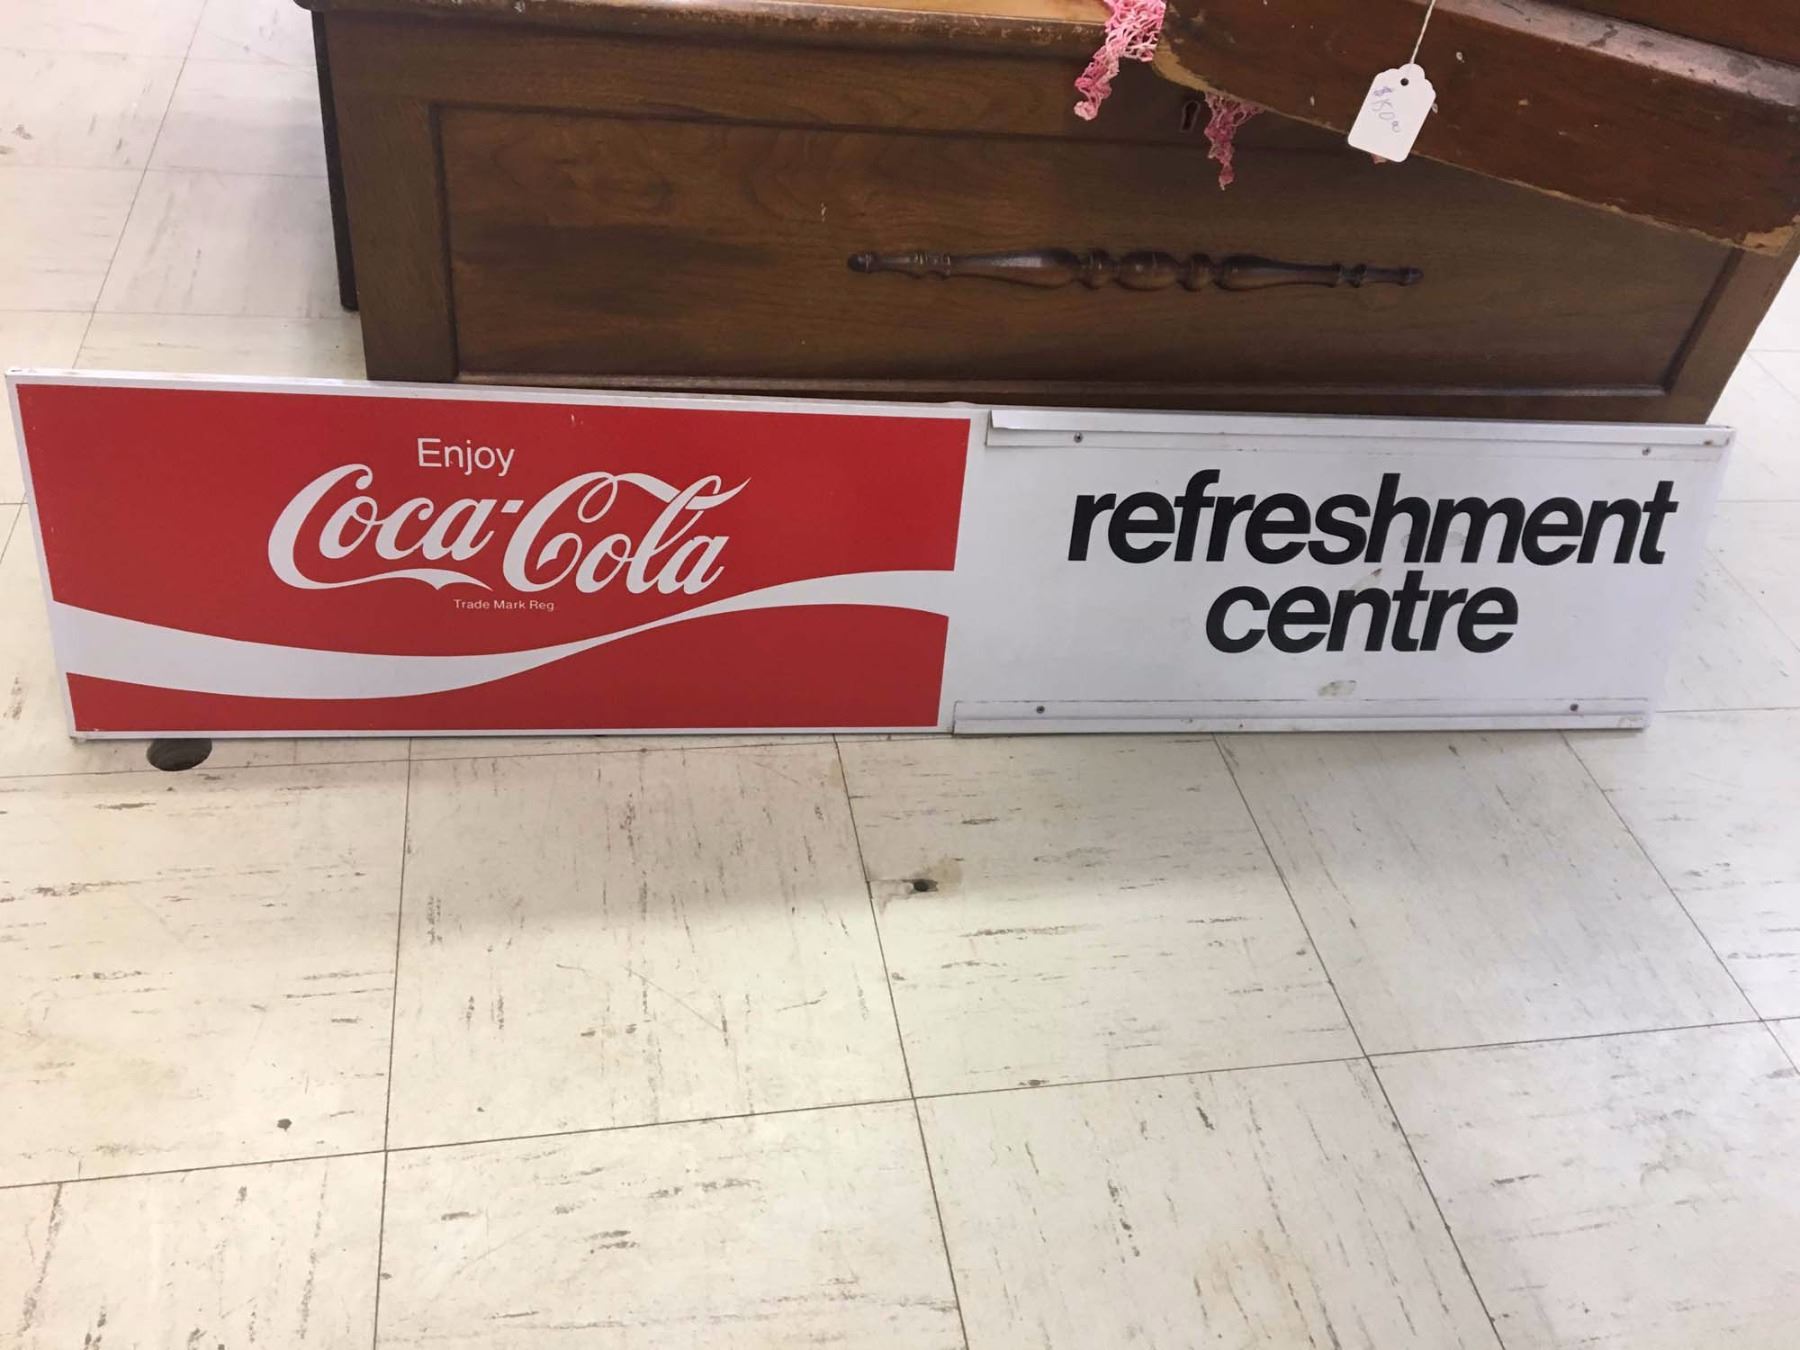 Enjoy
Coca-Cola
Trade Mark Reg
refreshment
centre